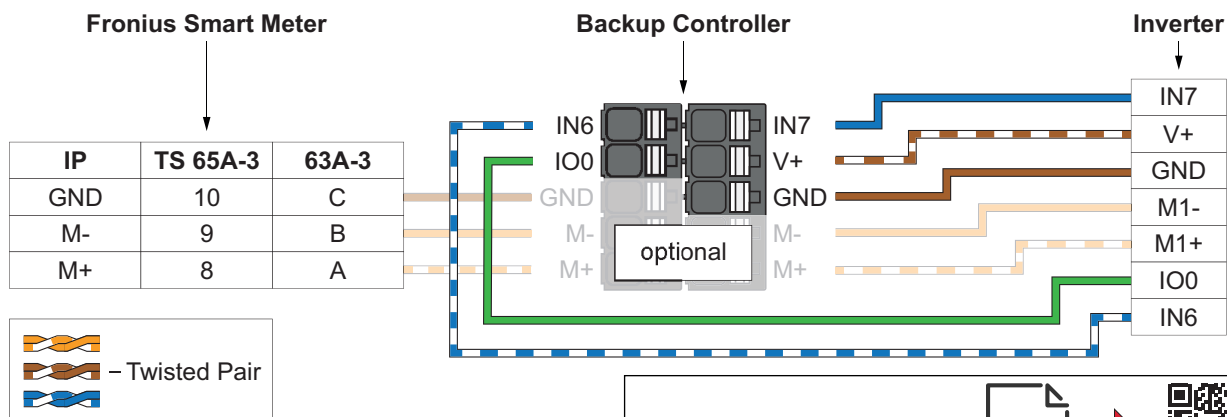 Fronius Smart Meter
Backup Controller
Inverter
IP TS 65A-3 63A-3
GND 10 C
M- 9 B
M+ 8 A
IN6
IO0
GND
M-
M+
optional
IN7
V+
GND
M-
M+
IN7
V+
GND
M1-
M1+
IO0
IN6
– Twisted Pair